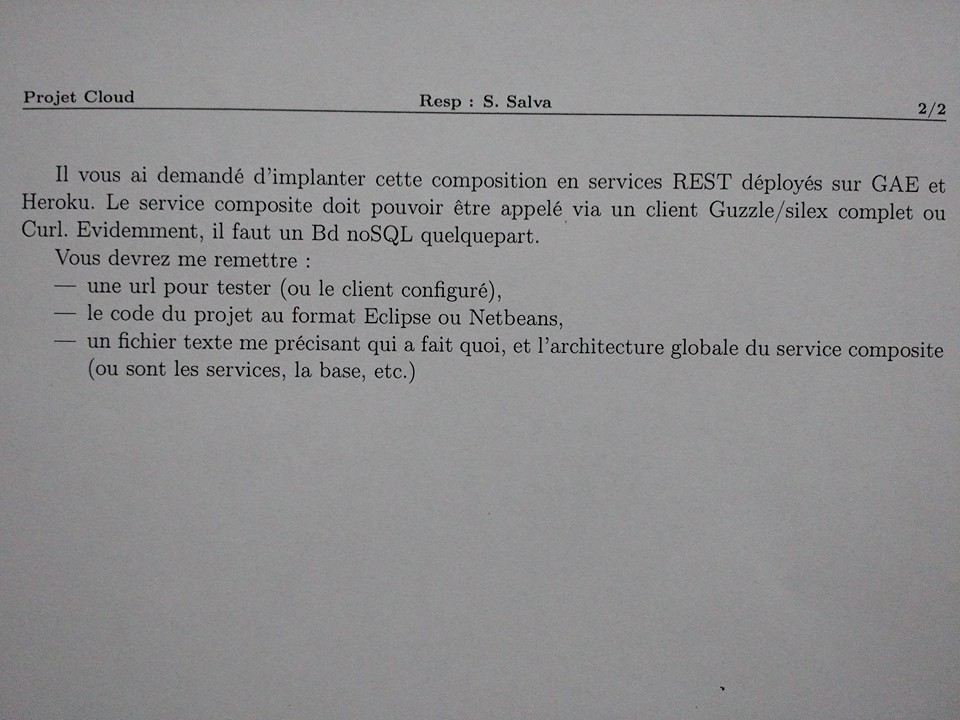 Projet Cloud Resp : S. Salva 2/2
Il vous ai demandé d'implanter cette composition en services REST déployés sur GAE et
Heroku. Le service composite doit pouvoir être appelé via un client Guzzle/silex complet ou
Curl. Evidemment, il faut un Bd noSQL quelquepart.
Vous devrez me remettre :
— une url pour tester (ou le client configuré),
— le code du projet au format Eclipse ou Netbeans,
— un fichier texte me précisant qui a fait quoi, et l'architecture globale du service composite
(ou sont les services, la base, etc.)